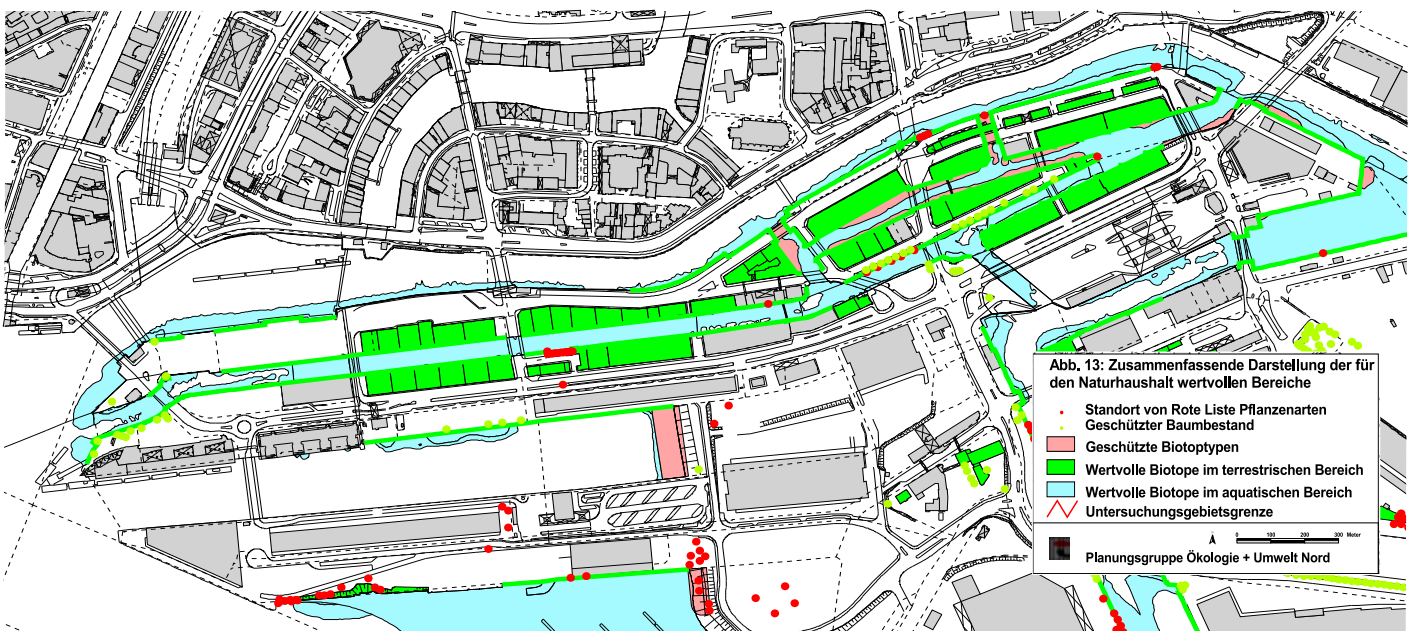 Abb. 13: Zusammenfassende Darstellung der für
den Naturhaushalt wertvollen Bereiche
Standort von Rote Liste Pflanzenarten
Geschützter Baumbestand
Geschützte Biotoptypen
Wertvolle Biotope im terrestrischen Bereich
Wertvolle Biotope im aquatischen Bereich
Untersuchungsgebietsgrenze
0 100 200 300 Meter
Planungsgruppe Ökologie + Umwelt Nord